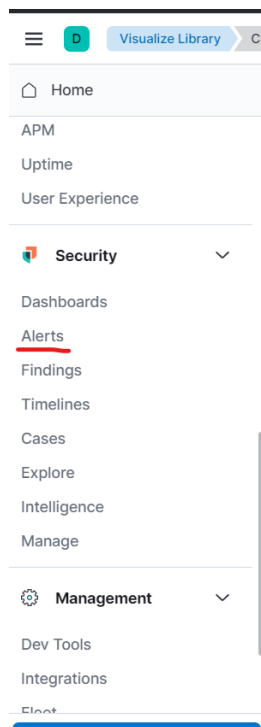 D Visualize Library C
Home
APM
Uptime
User Experience
Security
Dashboards
Alerts
Findings
Timelines
Cases
Explore
Intelligence
Manage
Management
Dev Tools
Integrations
Fleet